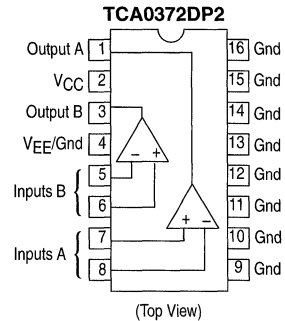 TCA0372DP2
Output A 1 16 Gnd
VCC 2 15 Gnd
Output B 3 14 Gnd
VEE/Gnd 4 13 Gnd
5 – + 12 Gnd
Inputs B
6 11 Gnd
7 + – 10 Gnd
Inputs A
8 9 Gnd
(Top View)